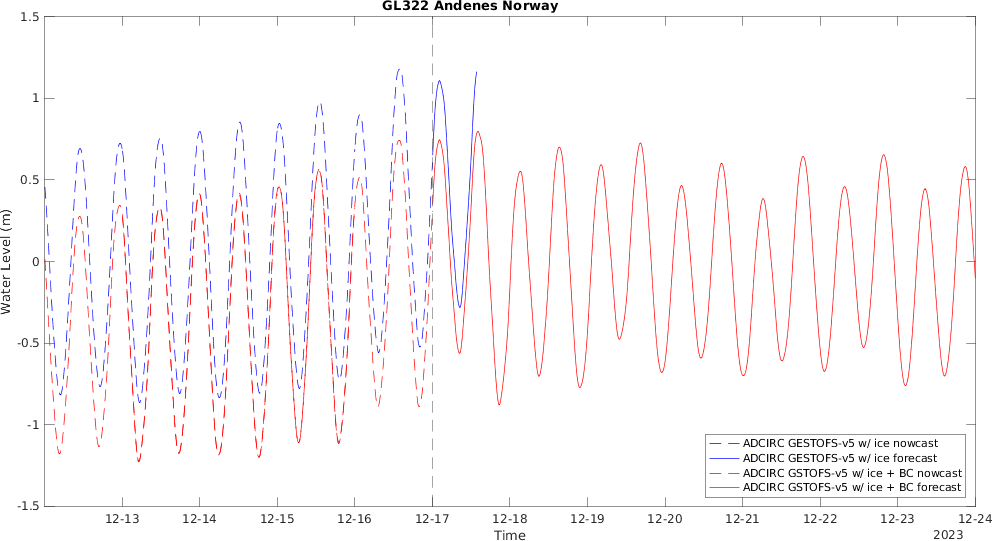 GL322 Andenes Norway
1.5
1
0.5
0
-0.5
-1
-1.5
Water Level (m)
12-13 12-14 12-15 12-16 12-17 12-18 12-19 12-20 12-21 12-22 12-23 12-24
Time
2023
ADCIRC GESTOFS-v5 w/ ice nowcast
ADCIRC GESTOFS-v5 w/ ice forecast
ADCIRC GSTOFS-v5 w/ ice + BC nowcast
ADCIRC GSTOFS-v5 w/ ice + BC forecast